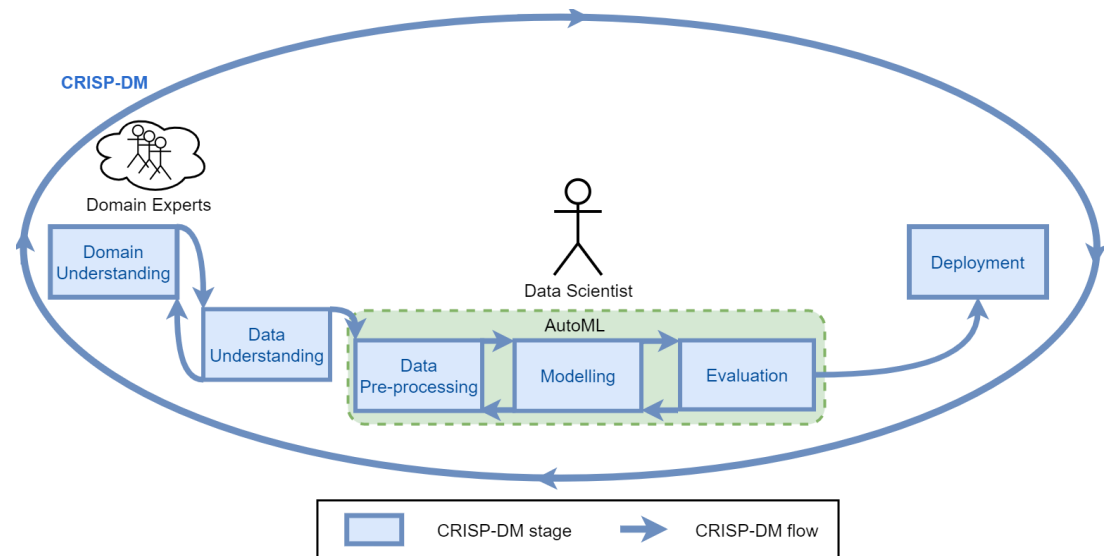 CRISP-DM
Domain Experts
Domain
Understanding
Data Scientist
Deployment
Data
Understanding
AutoML
Data
Pre-processing
Modelling
Evaluation
CRISP-DM stage
CRISP-DM flow